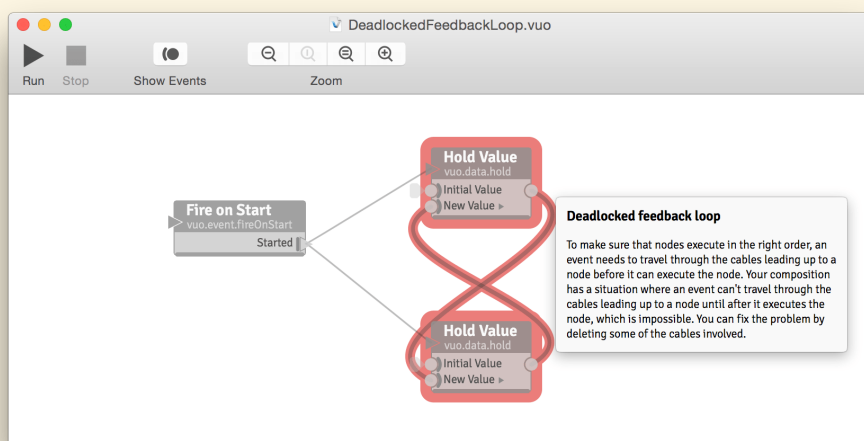 DeadlockedFeedbackLoop.vuo
Run Stop Show Events Zoom
Hold Value
vuo.data.hold
Initial Value
New Value
Fire on Start
vuo.event.fireOnStart
Started
Deadlocked feedback loop
To make sure that nodes execute in the right order, an
event needs to travel through the cables leading up to a
node before it can execute the node. Your composition
has a situation where an event can't travel through the
cables leading up to a node until after it executes the
node, which is impossible. You can fix the problem by
deleting some of the cables involved.
Hold Value
vuo.data.hold
Initial Value
New Value